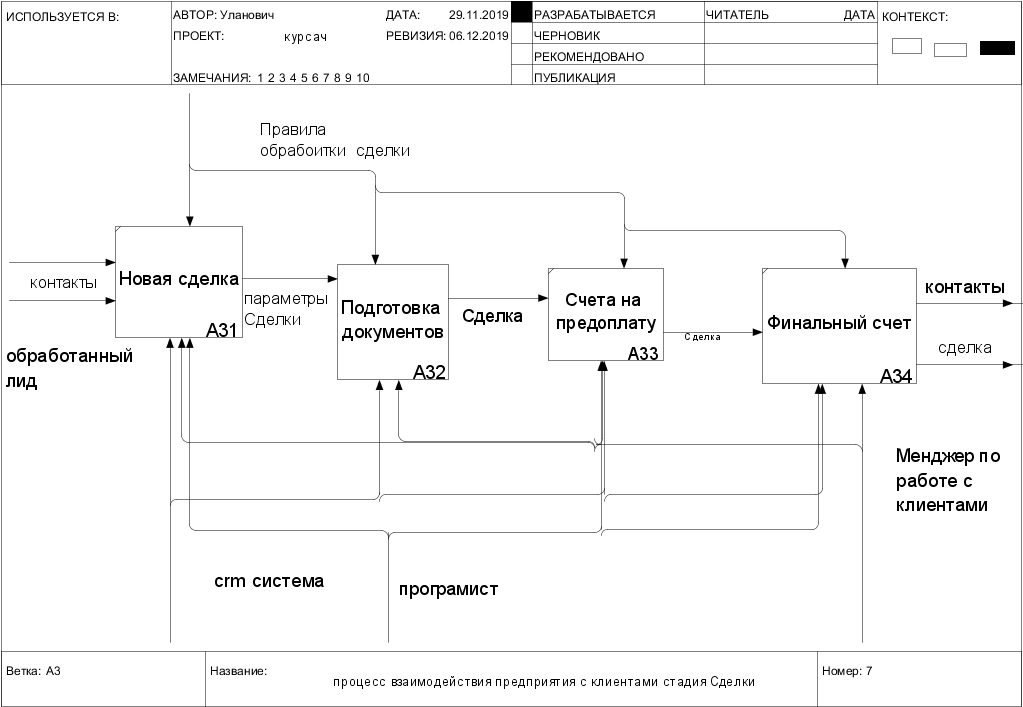 ИСПОЛЬЗУЕТСЯ В:
АВТОР: Уланович
ДАТА: 29.11.2019
РАЗРАБАТЫВАЕТСЯ
ЧИТАТЕЛЬ
ДАТА
КОНТЕКСТ:
ПРОЕКТ: курсач
РЕВИЗИЯ: 06.12.2019
ЧЕРНОВИК
РЕКОМЕНДОВАНО
ЗАМЕЧАНИЯ: 1 2 3 4 5 6 7 8 9 10
ПУБЛИКАЦИЯ
Правила
обрабоитки сделки
Новая сделка
A31
контакты
обработанный
лид
параметры
Сделки
Подготовка
документов
A32
Сделка
Счета на
предоплату
A33
Сделка
Финальный счет
A34
контакты
сделка
Менджер по
работе с
клиентами
crm система
програмист
Ветка: A3
Название:
процесс взаимодействия предприятия с клиентами стадия Сделки
Номер: 7